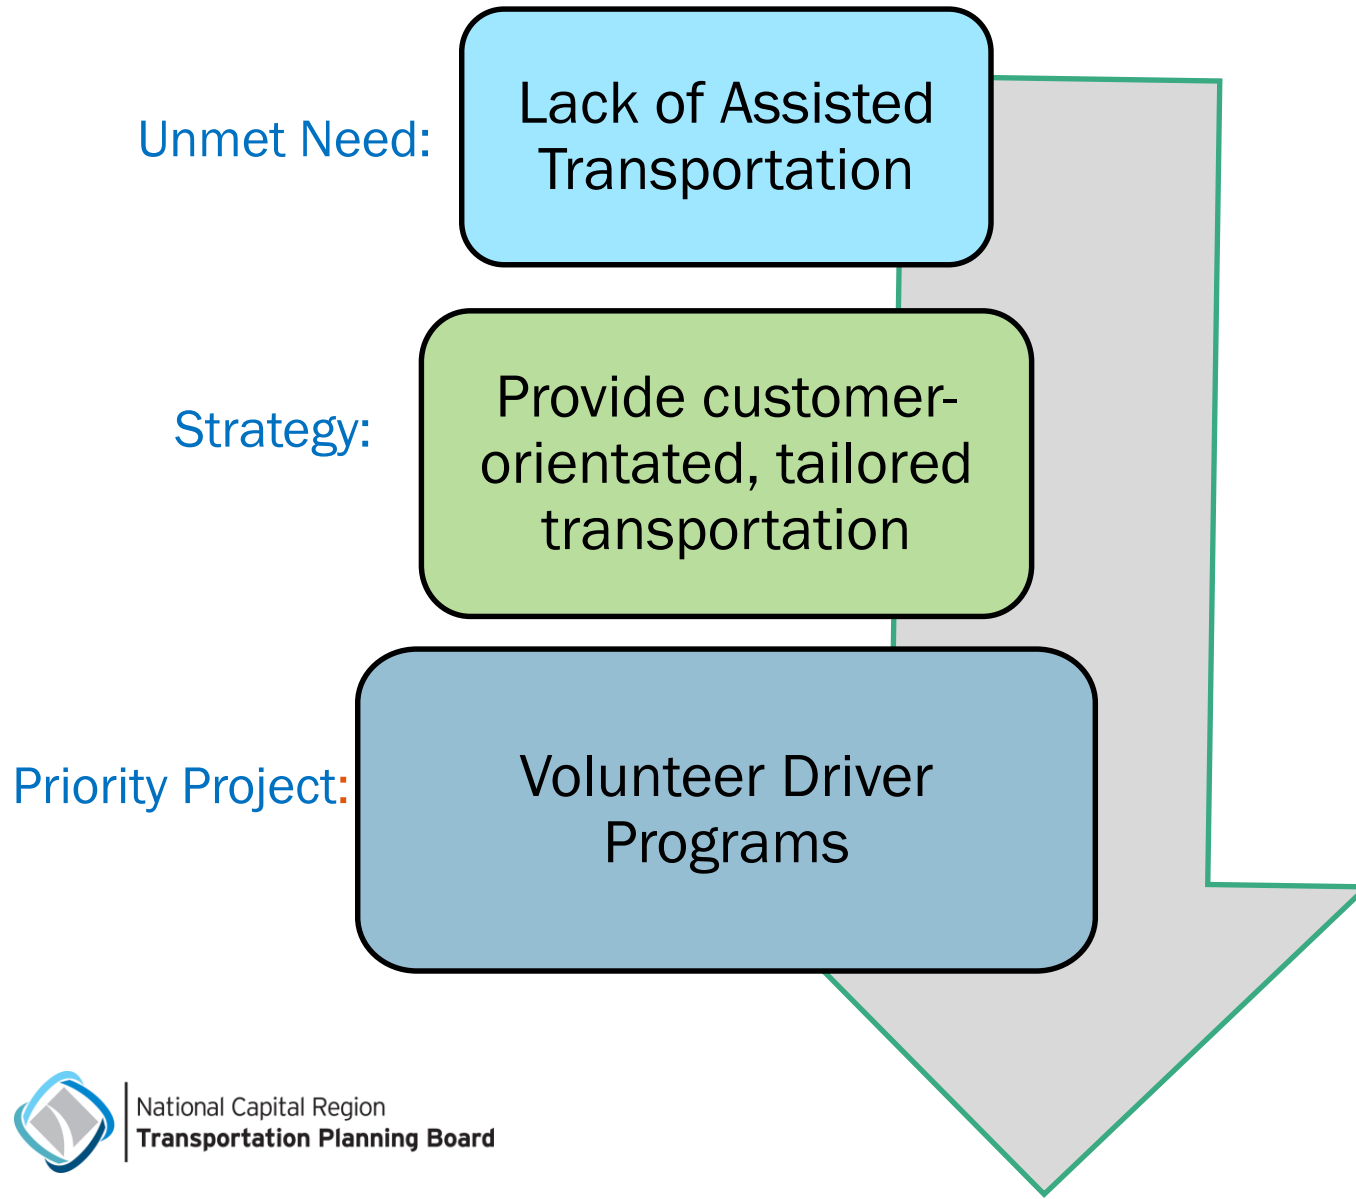 Unmet Need:
Lack of Assisted
Transportation
Strategy:
Provide customer-
orientated, tailored
transportation
Priority Project:
Volunteer Driver
Programs
National Capital Region
Transportation Planning Board